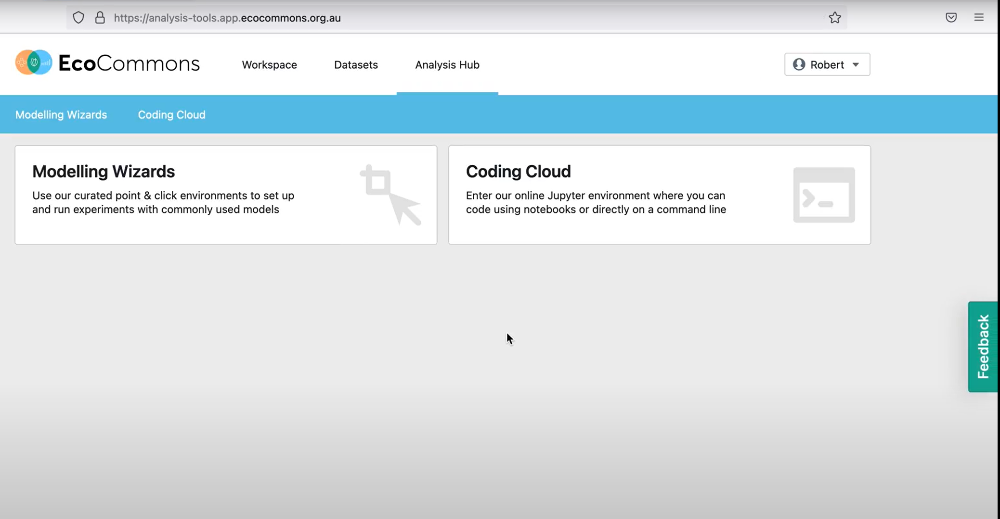 https://analysis-tools.app.ecocommons.org.au
EcoCommons
Workspace
Datasets
Analysis Hub
Robert
Modelling Wizards
Coding Cloud
Modelling Wizards
Use our curated point & click environments to set up
and run experiments with commonly used models
Coding Cloud
Enter our online Jupyter environment where you can
code using notebooks or directly on a command line
Feedback